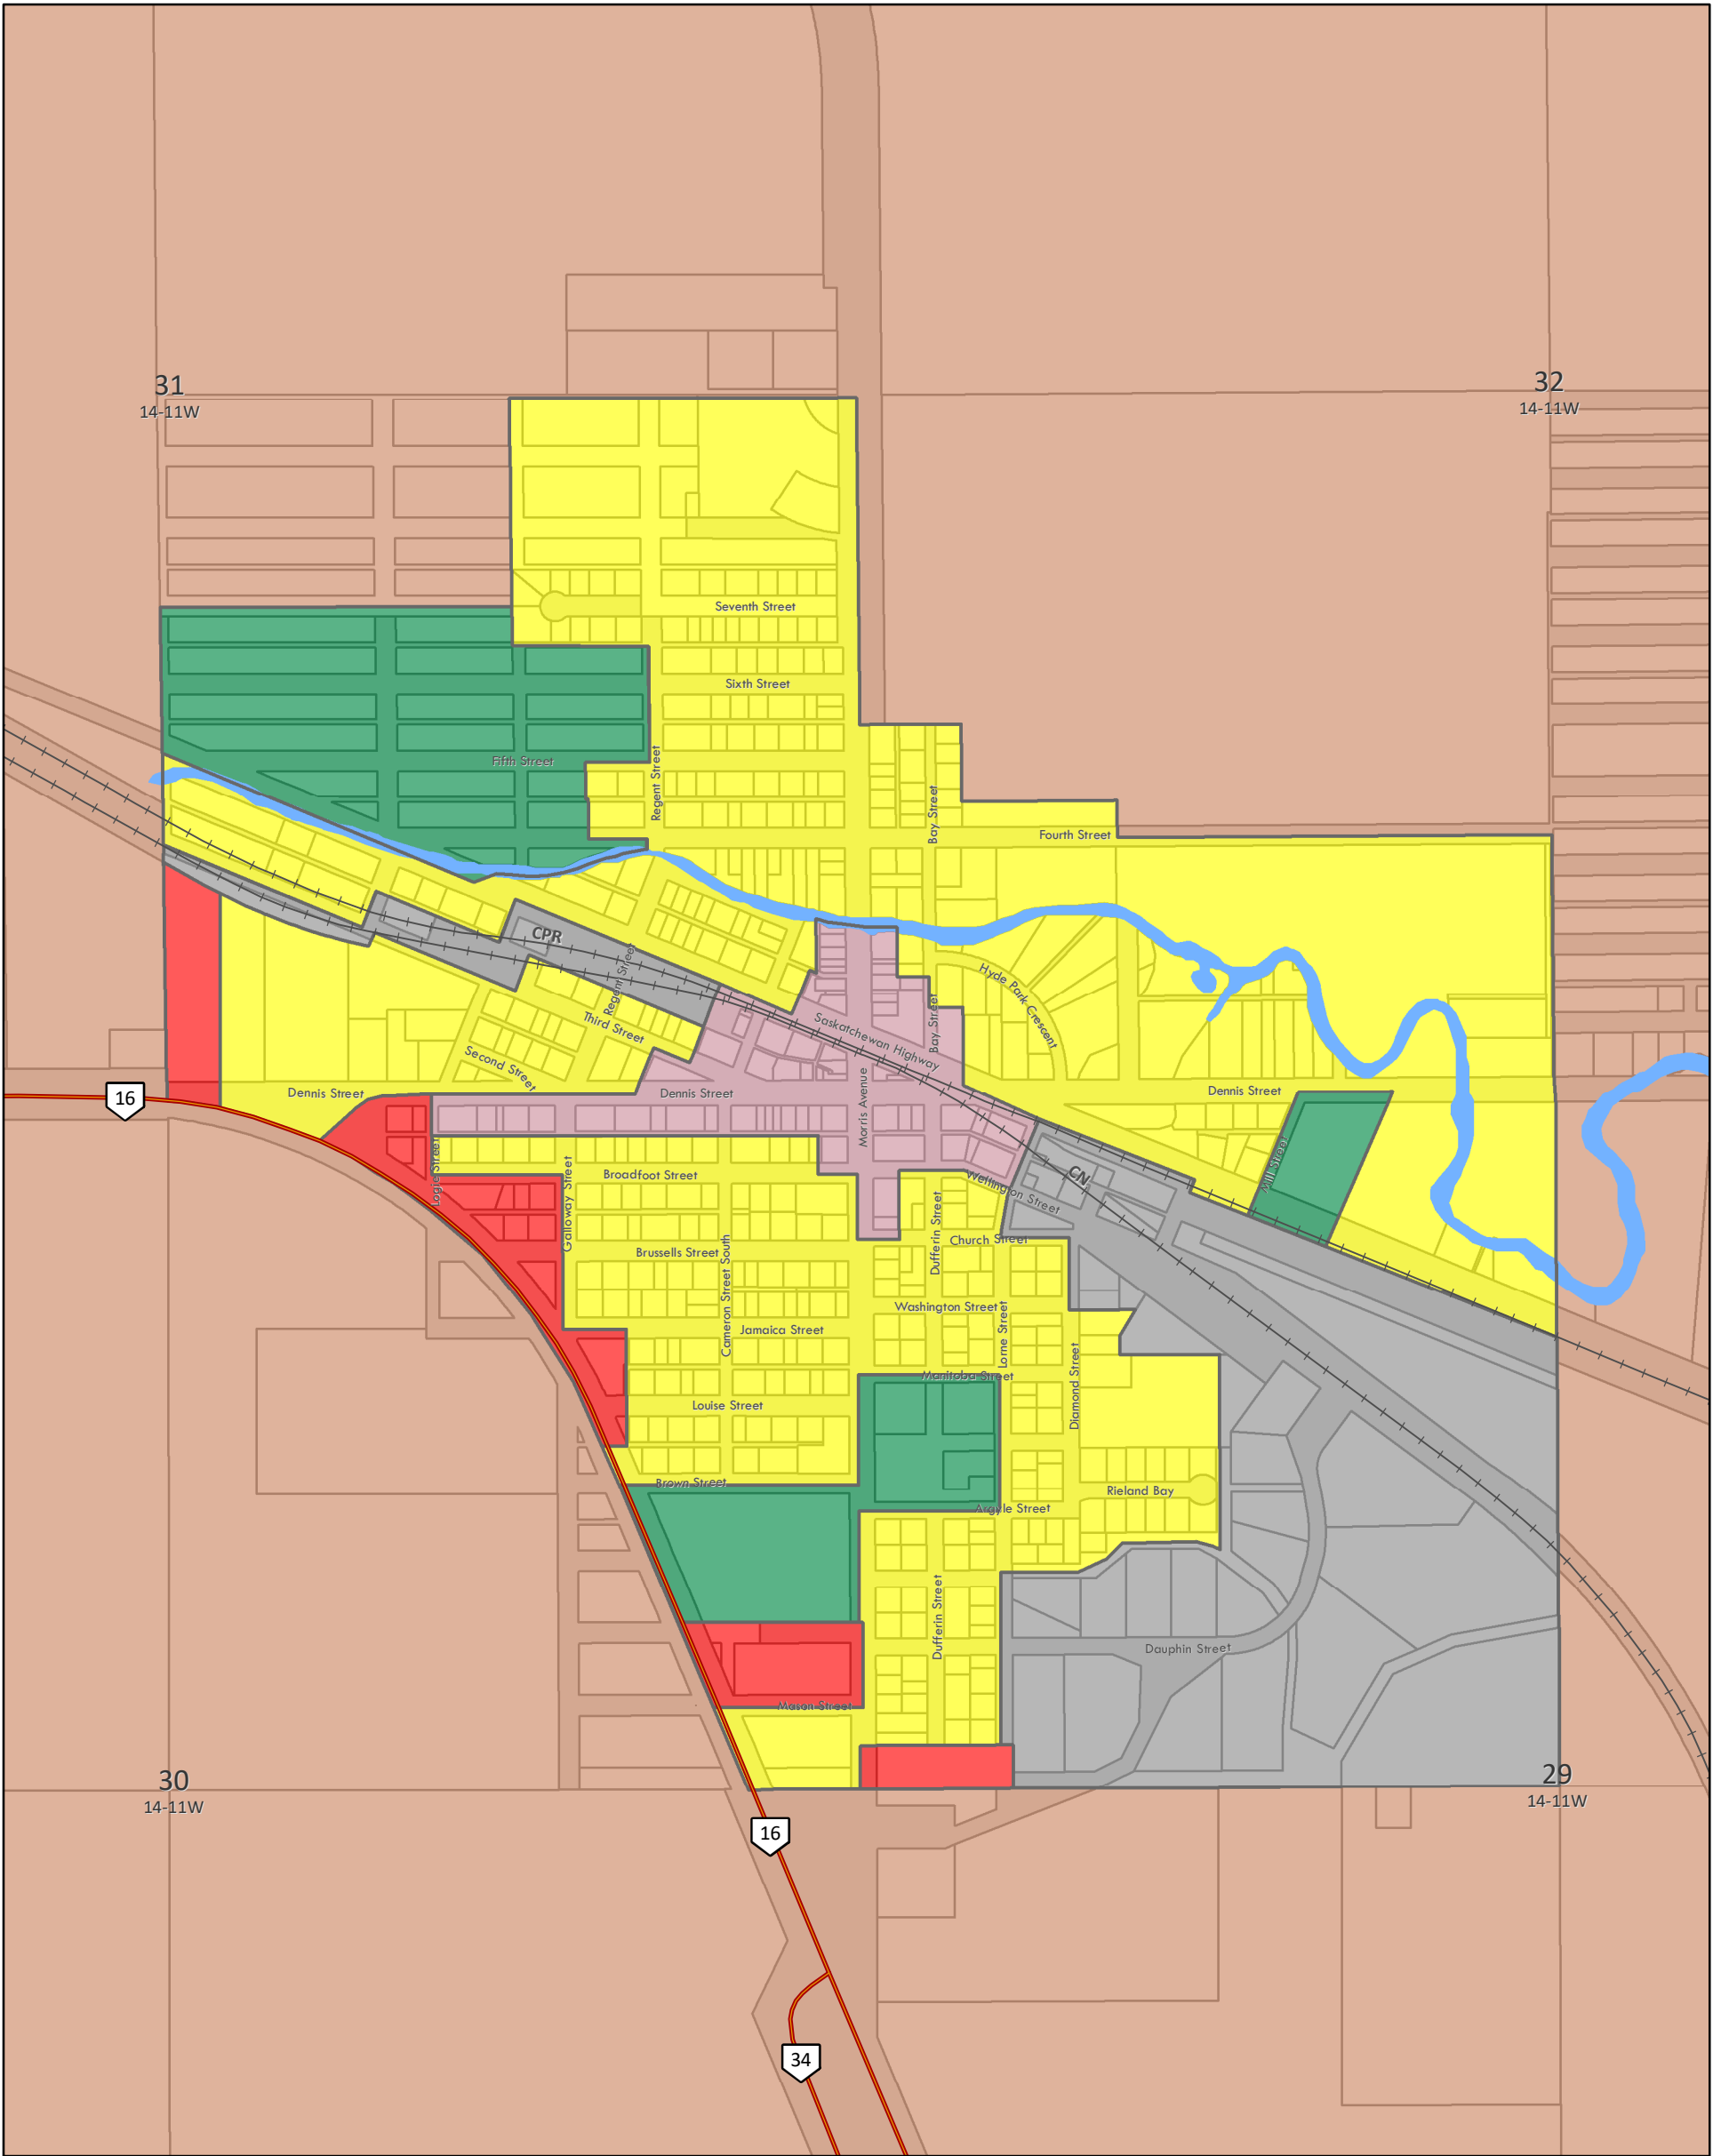 31
14-11W
32
14-11W
Seventh Street
Sixth Street
Fifth Street
Regent Street
Bay Street
Fourth Street
CPR
Regent Street
Third Street
Second Street
Hyde Park Crescent
Saskatchewan Highway
Bay Street
16
Dennis Street
Dennis Street
Morris Avenue
Dennis Street
Mill Street
Logie Street
Galloway Street
Broadfoot Street
CN
Wellington Street
Dufferin Street
Church Street
Brussells Street
Cameron Street South
Washington Street
Jamaica Street
Lorne Street
Manitoba Street
Diamond Street
Louise Street
Brown Street
Rieland Bay
Argyle Street
Dufferin Street
Dauphin Street
Mason Street
30
14-11W
29
14-11W
16
34